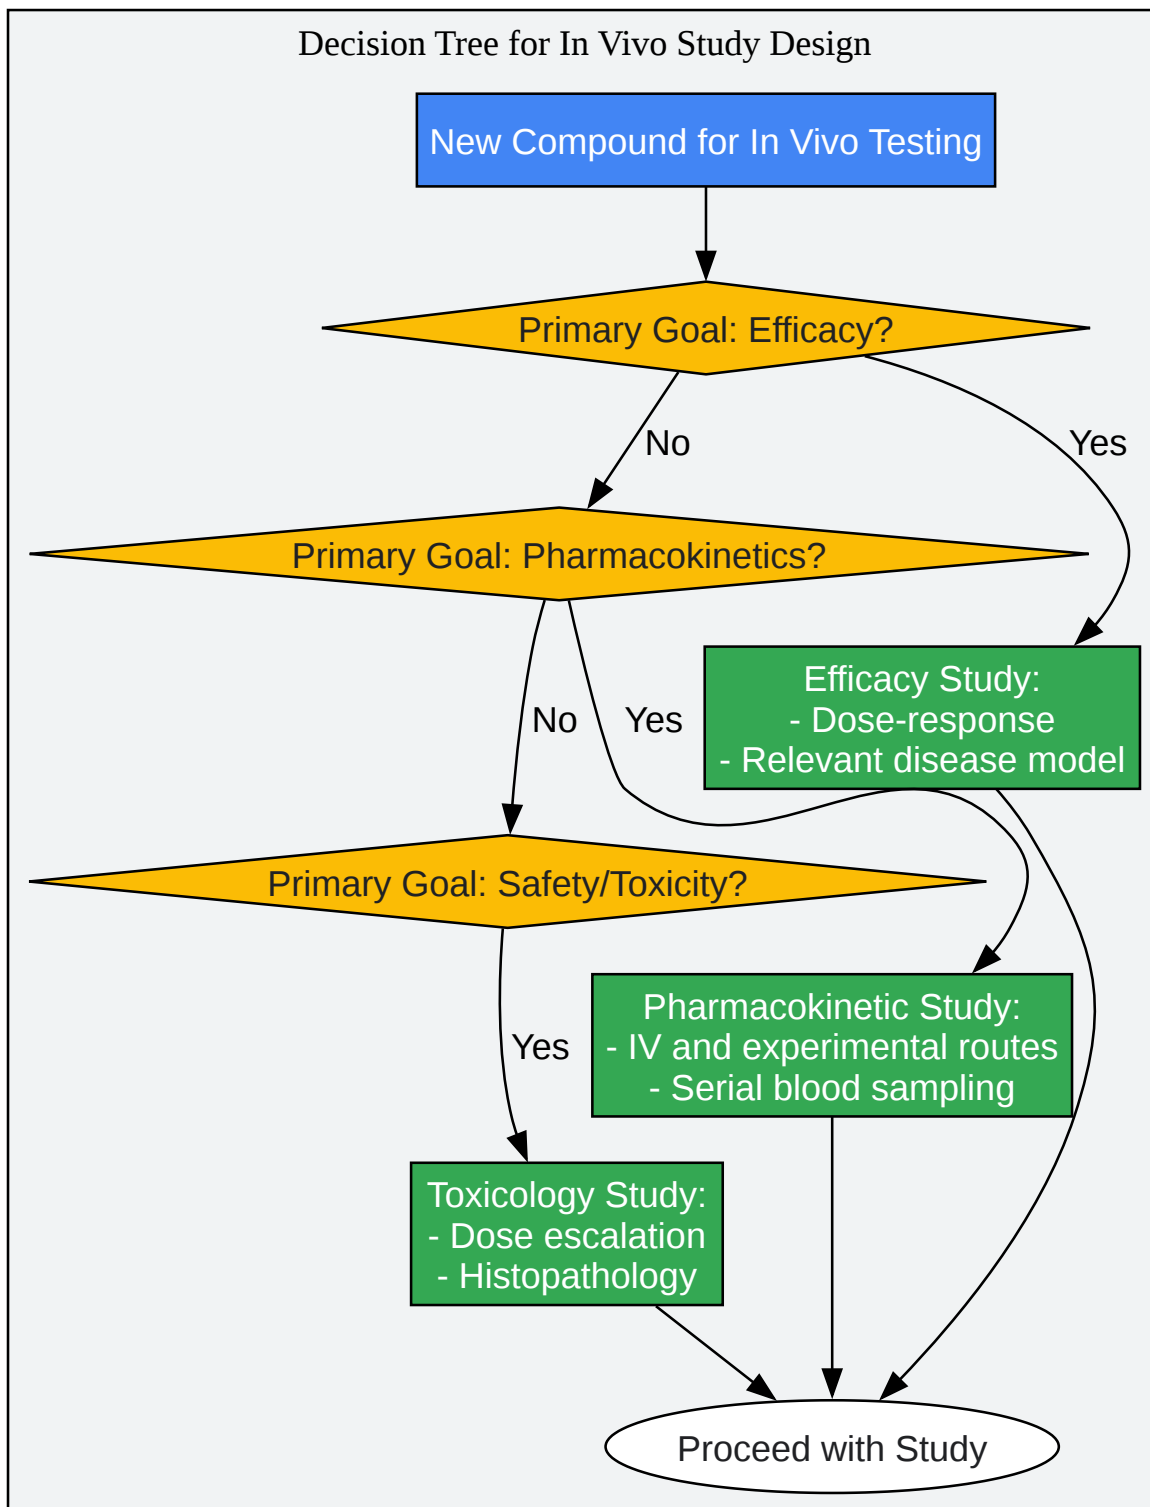 Decision Tree for In Vivo Study Design
New Compound for In Vivo Testing
Primary Goal: Efficacy?
No
Yes
Primary Goal: Pharmacokinetics?
Efficacy Study:
- Dose-response
- Relevant disease model
No
Yes
Primary Goal: Safety/Toxicity?
Pharmacokinetic Study:
- IV and experimental routes
- Serial blood sampling
Yes
Toxicology Study:
- Dose escalation
- Histopathology
Proceed with Study